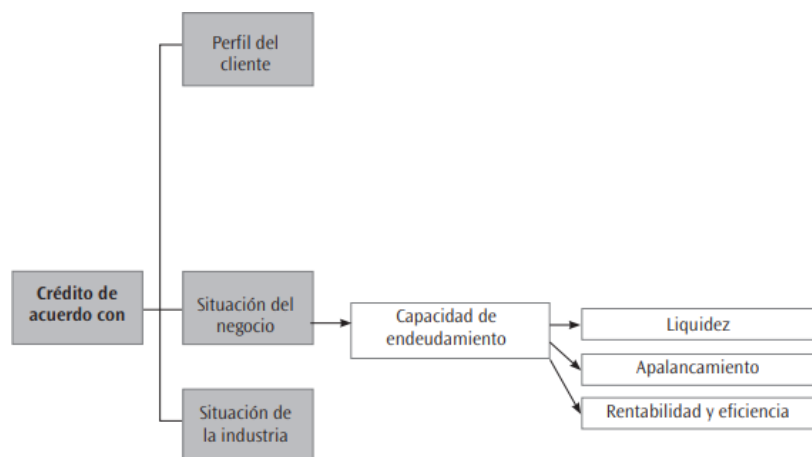 Perfil del
cliente
Crédito de
acuerdo con
Situación del
negocio
Capacidad de
endeudamiento
Liquidez
Apalancamiento
Rentabilidad y eficiencia
Situación de
la industria